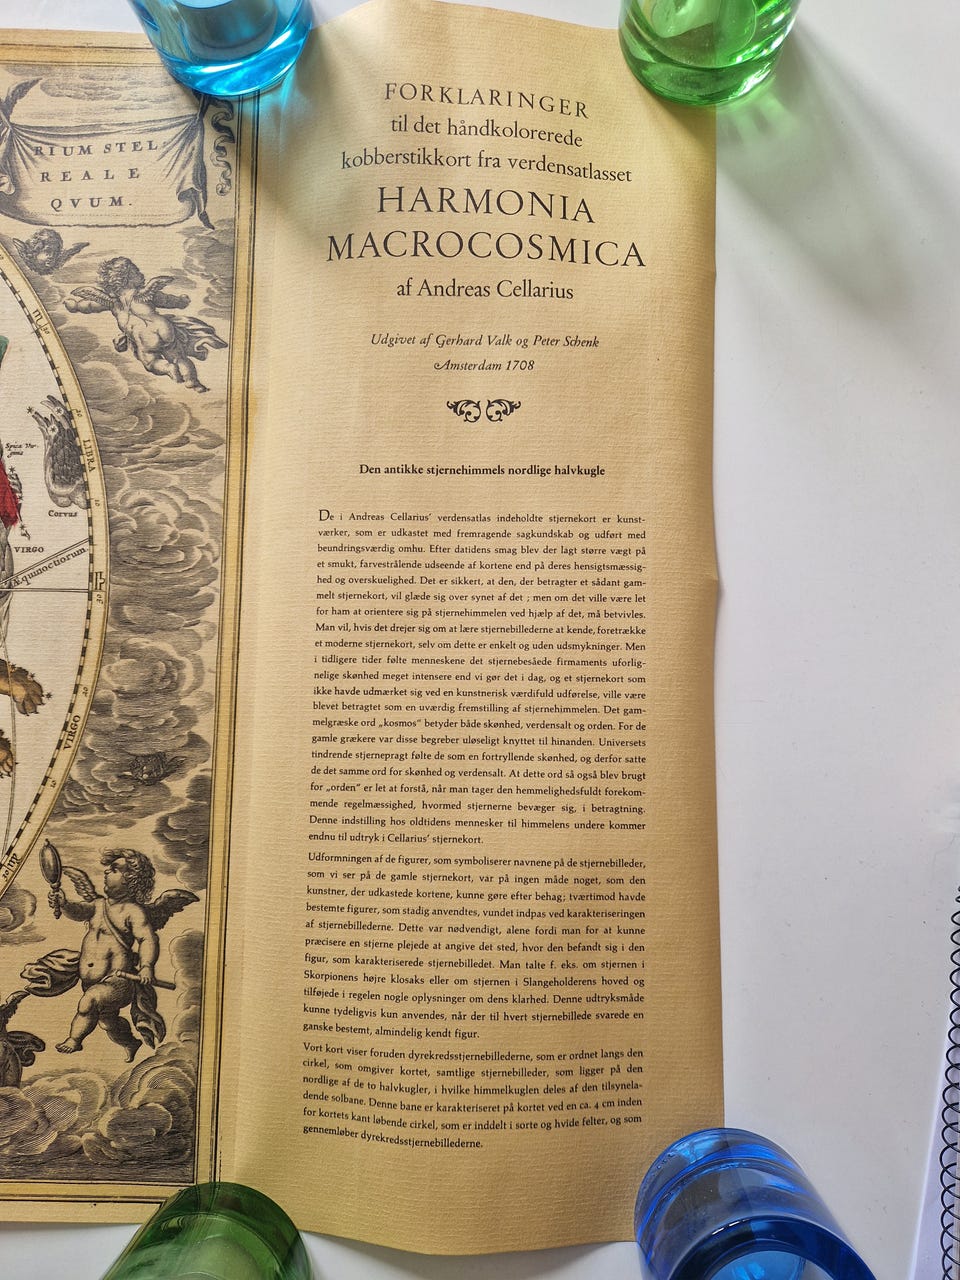 RIUM STEL
REALE
QVUM.
LIBRA
Spica Vir-
ginis
Corvus
VIRGO
Æquinoctiorum
VIRGO
FORKLARINGER
til det håndkolorerede
kobberstikkort fra verdensatlasset
HARMONIA
MACROCOSMICA
af Andreas Cellarius
Udgivet af Gerhard Valk og Peter Schenk
Amsterdam 1708
Den antikke stjernehimmels nordlige halvkugle
De i Andreas Cellarius' verdensatlas indeholdte stjernekort er kunst-
værker, som er udkastet med fremragende sagkundskab og udført med
beundringsværdig omhu. Efter datidens smag blev der lagt større vægt på
et smukt, farvestrålende udseende af kortene end på deres hensigtsmæssig-
hed og overskuelighed. Det er sikkert, at den, der betragter et sådant gam-
melt stjernekort, vil glæde sig over synet af det ; men om det ville være let
for ham at orientere sig på stjernehimmelen ved hjælp af det, må betvivles.
Man vil, hvis det drejer sig om at lære stjernebillederne at kende, foretrække
et moderne stjernekort, selv om dette er enkelt og uden udsmykninger. Men
i tidligere tider følte menneskene det stjernebesåede firmaments uforlig-
nelige skønhed meget intensere end vi gør det i dag, og et stjernekort som
ikke havde udmærket sig ved en kunstnerisk værdifuld udførelse, ville være
blevet betragtet som en uværdig fremstilling af stjernehimmelen. Det gam-
melgræske ord „kosmos" betyder både skønhed, verdensalt og orden. For de
gamle grækere var disse begreber uløseligt knyttet til hinanden. Universets
tindrende stjernepragt følte de som en fortryllende skønhed, og derfor satte
de det samme ord for skønhed og verdensalt. At dette ord så også blev brugt
for „orden" er let at forstå, når man tager den hemmelighedsfuldt forekom-
mende regelmæssighed, hvormed stjernerne bevæger sig, i betragtning.
Denne indstilling hos oldtidens mennesker til himmelens undere kommer
endnu til udtryk i Cellarius' stjernekort.
Udformningen af de figurer, som symboliserer navnene på de stjernebilleder,
som vi ser på de gamle stjernekort, var på ingen måde noget, som den
kunstner, der udkastede kortene, kunne gøre efter behag; tværtimod havde
bestemte figurer, som stadig anvendtes, vundet indpas ved karakteriseringen
af stjernebillederne. Dette var nødvendigt, alene fordi man for at kunne
præcisere en stjerne plejede at angive det sted, hvor den befandt sig i den
figur, som karakteriserede stjernebilledet. Man talte f. eks. om stjernen i
Skorpionens højre klosaks eller om stjernen i Slangeholderens hoved og
tilføjede i regelen nogle oplysninger om dens klarhed. Denne udtryksmåde
kunne tydeligvis kun anvendes, når der til hvert stjernebillede svarede en
ganske bestemt, almindelig kendt figur.
Vort kort viser foruden dyrekredsstjernebillederne, som er ordnet langs den
cirkel, som omgiver kortet, samtlige stjernebilleder, som ligger på den
nordlige af de to halvkugler, i hvilke himmelkuglen deles af den tilsynela-
dende solbane. Denne bane er karakteriseret på kortet ved en ca. 4 cm inden
for kortets kant løbende cirkel, som er inddelt i sorte og hvide felter, og som
gennemløber dyrekredsstjernebillederne.